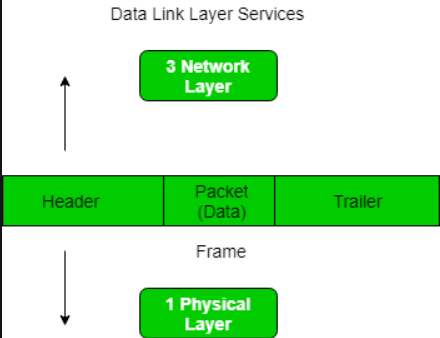 Data Link Layer Services
3 Network
Layer
Header
Packet
(Data)
Trailer
Frame
1 Physical
Layer